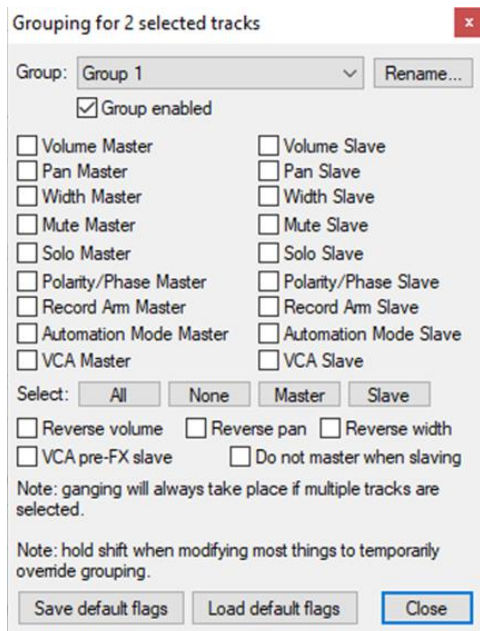 Grouping for 2 selected tracks x
Group: Group 1 Rename...
Group enabled
Volume Master Volume Slave
Pan Master Pan Slave
Width Master Width Slave
Mute Master Mute Slave
Solo Master Solo Slave
Polarity/Phase Master Polarity/Phase Slave
Record Arm Master Record Arm Slave
Automation Mode Master Automation Mode Slave
VCA Master VCA Slave
Select: All None Master Slave
Reverse volume Reverse pan Reverse width
VCA pre-FX slave Do not master when slaving
Note: ganging will always take place if multiple tracks are
selected.
Note: hold shift when modifying most things to temporarily
override grouping.
Save default flags Load default flags Close